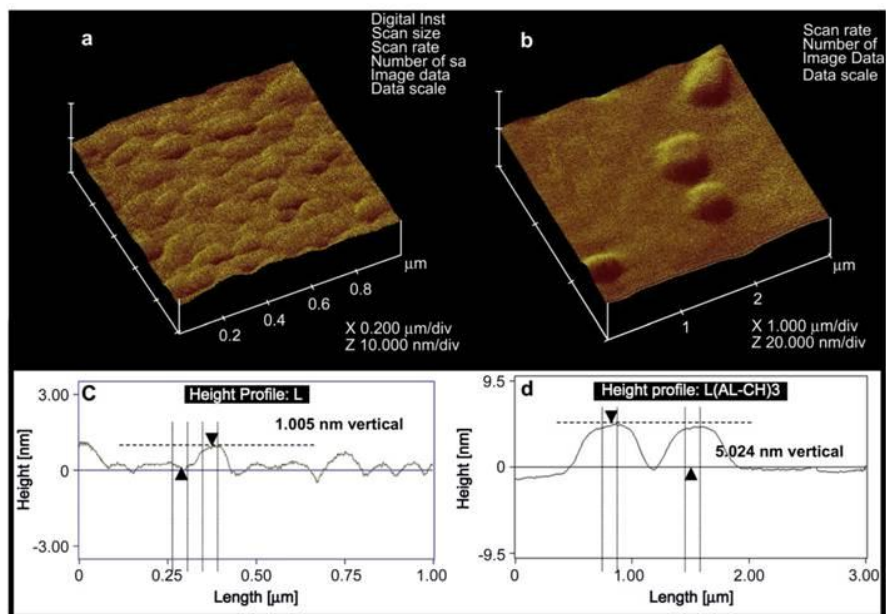 a
Digital Inst
Scan size
Scan rate
Number of sa
Image data
Data scale
0.2
0.4
0.6
0.8
µm
X 0.200 µm/div
Z 10.000 nm/div
b
Scan rate
Number of
Image Data
Data scale
1
2
µm
X 1.000 µm/div
Z 20.000 nm/div
C
Height Profile: L
Height [nm]
3.00
0
-3.00
1.005 nm vertical
0
0.25
0.50
0.75
1.00
Length [µm]
d
Height profile: L(AL-CH)3
Height [nm]
9.5
0
-9.5
5.024 nm vertical
0
1.00
2.00
3.00
Length [µm]